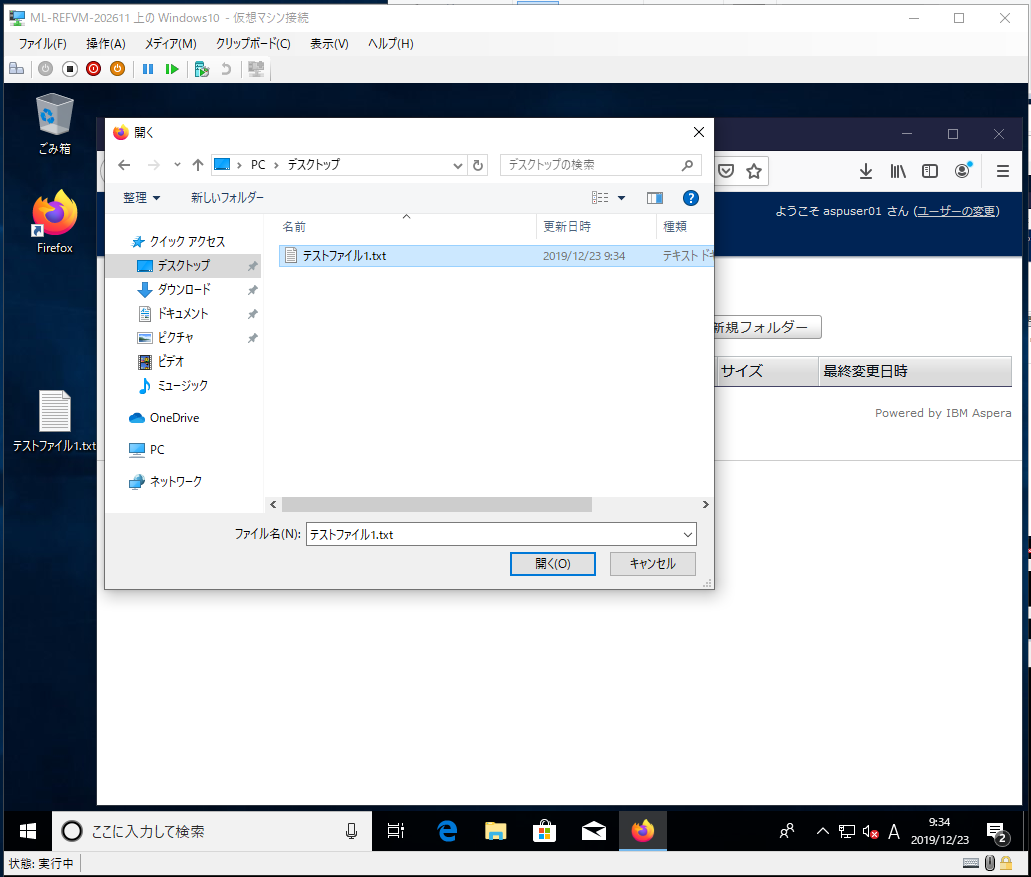 ML-REFVM-202611 上の Windows10 - 仮想マシン接続
ファイル(F) 操作(A) メディア(M) クリップボード(C) 表示(V) ヘルプ(H)
ごみ箱
Firefox
テストファイル1.txt
開く
PC › デスクトップ
デスクトップの検索
整理 新しいフォルダー
名前 更新日時 種類
クイック アクセス
デスクトップ
ダウンロード
ドキュメント
ピクチャ
ビデオ
ミュージック
OneDrive
PC
ネットワーク
テストファイル1.txt 2019/12/23 9:34 テキスト ドキ
ファイル名(N): テストファイル1.txt
開く(O) キャンセル
ようこそ aspuser01 さん (ユーザーの変更)
新規フォルダー
サイズ 最終変更日時
Powered by IBM Aspera
ここに入力して検索
A
9:34
2019/12/23
2
状態: 実行中